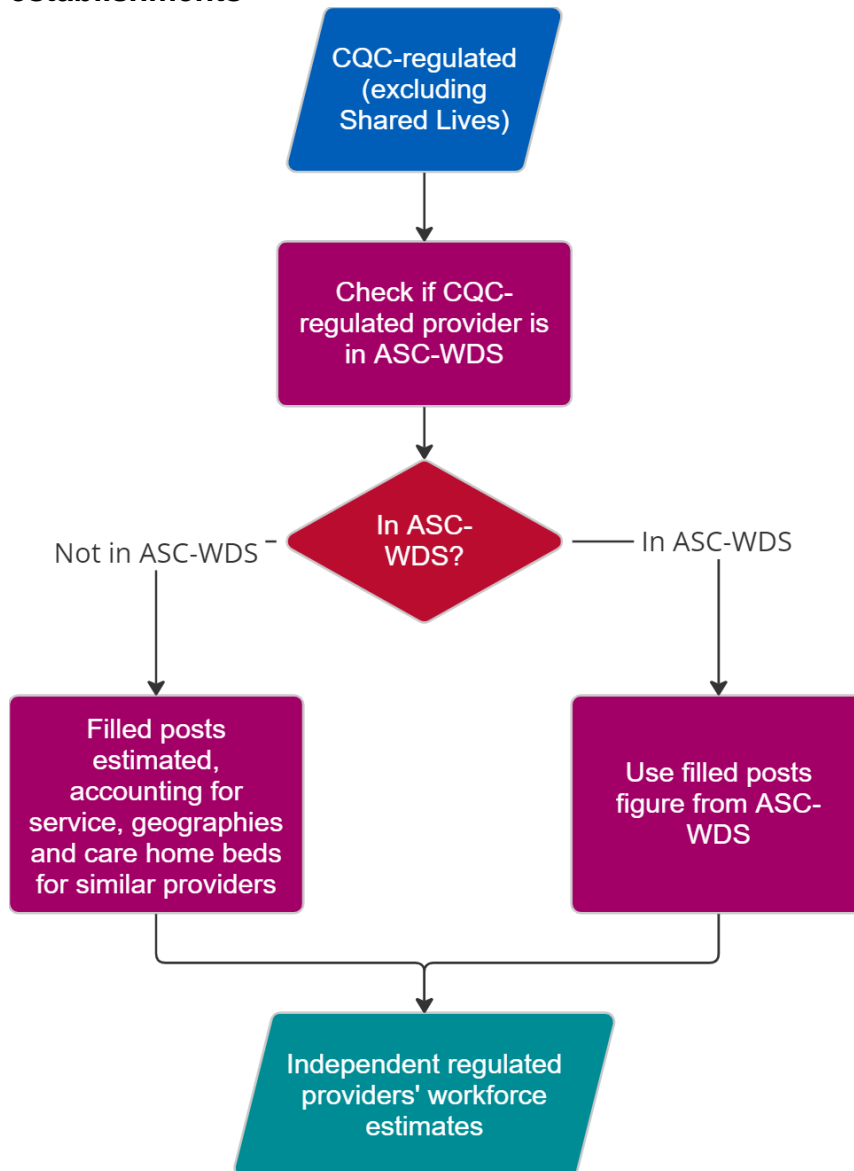 CQC-regulated
(excluding
Shared Lives)
Check if CQC-
regulated provider is
in ASC-WDS
In ASC-
WDS?
Not in ASC-WDS
In ASC-WDS
Filled posts
estimated,
accounting for
service, geographies
and care home beds
for similar providers
Use filled posts
figure from ASC-
WDS
Independent regulated
providers' workforce
estimates